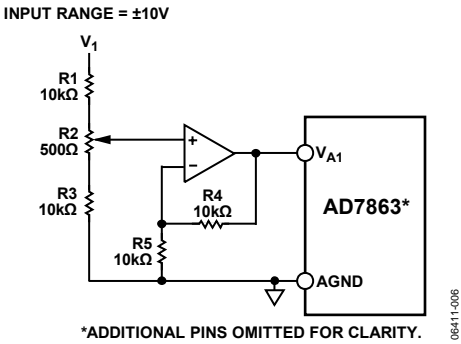 INPUT RANGE = ±10V
V1
R1
10kΩ
R2
500Ω
R3
10kΩ
+
−
R4
10kΩ
R5
10kΩ
VA1
AD7863*
AGND
*ADDITIONAL PINS OMITTED FOR CLARITY.
06411-006